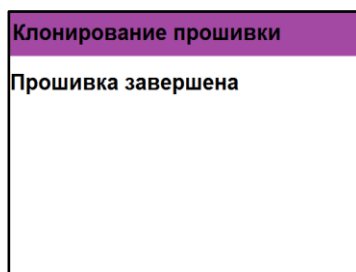 Клонирование прошивки
Прошивка завершена